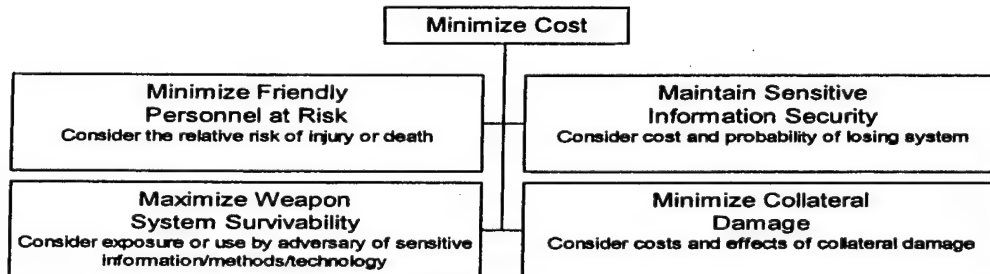 Minimize Cost
Minimize Friendly
Personnel at Risk
Consider the relative risk of injury or death
Maintain Sensitive
Information Security
Consider cost and probability of losing system
Maximize Weapon
System Survivability
Consider exposure or use by adversary of sensitive
information/methods/technology
Minimize Collateral
Damage
Consider costs and effects of collateral damage